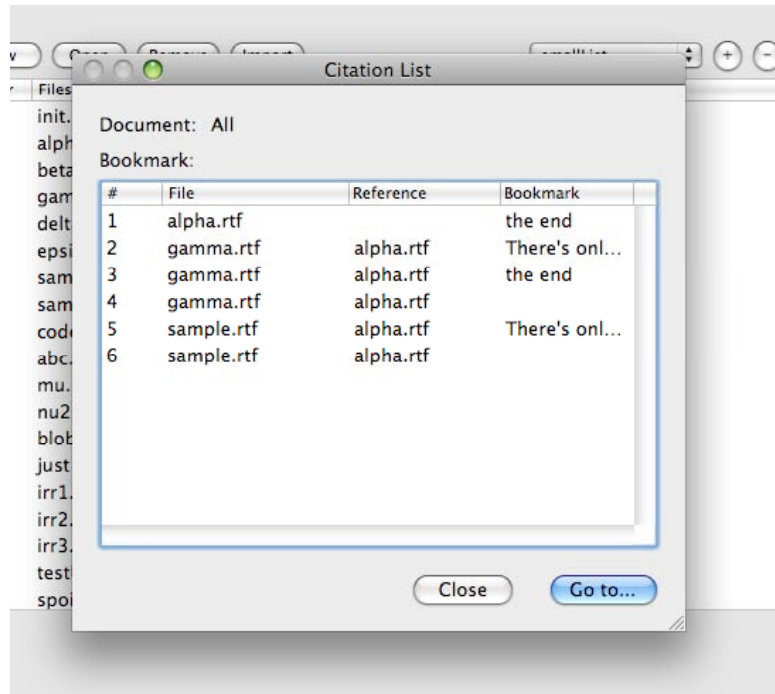 Citation List
Files
Document: All
Bookmark:
# File Reference Bookmark
1 alpha.rtf the end
2 gamma.rtf alpha.rtf There's onl...
3 gamma.rtf alpha.rtf the end
4 gamma.rtf alpha.rtf
5 sample.rtf alpha.rtf There's onl...
6 sample.rtf alpha.rtf
Close Go to...
init.
alph
beta
gam
delt
epsi
sam
sam
cod
abc.
mu.
nu2
blob
just
irr1.
irr2.
irr3.
test
spoi